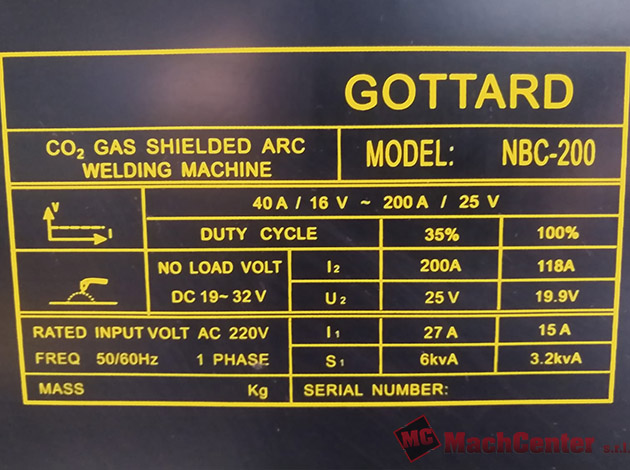 GOTTARD
CO₂ GAS SHIELDED ARC
WELDING MACHINE
MODEL: NBC-200
V
I
40A / 16 V ~ 200A / 25 V
DUTY CYCLE 35% 100%
NO LOAD VOLT I₂ 200A 118A
DC 19~ 32 V U₂ 25 V 19.9V
RATED INPUT VOLT AC 220V I₁ 27 A 15 A
FREQ 50/60Hz 1 PHASE S₁ 6kvA 3.2kvA
MASS Kg SERIAL NUMBER:
MC MachCenter s.r.l.